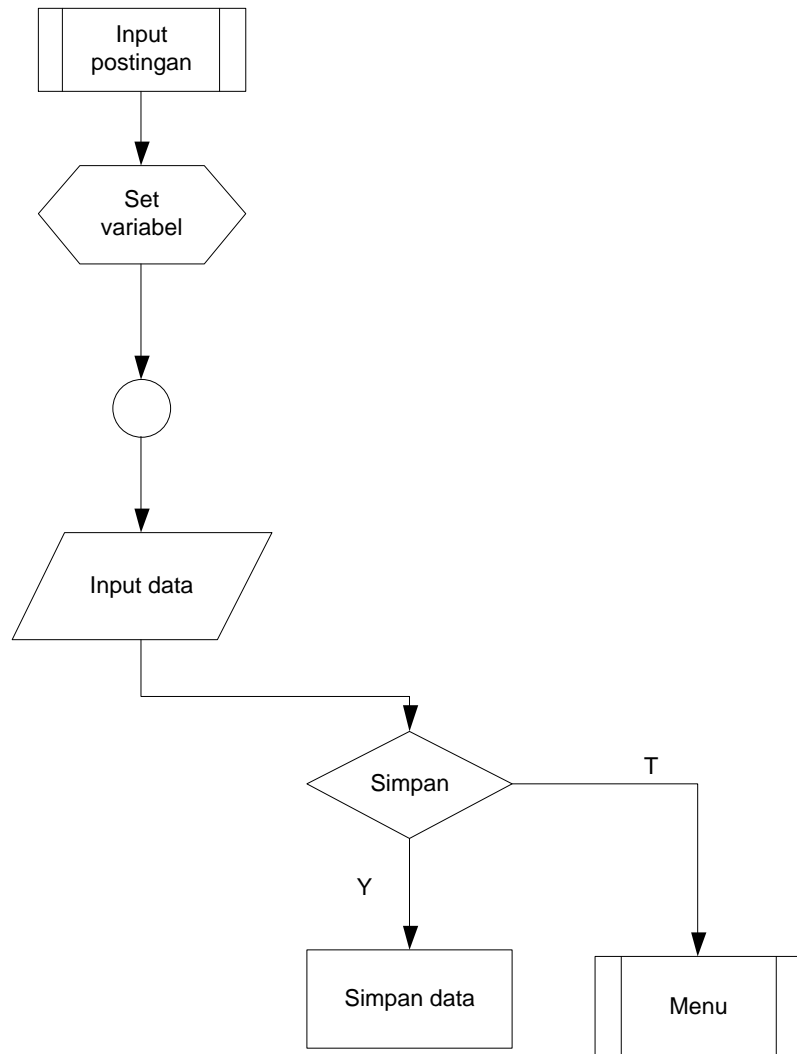 Input
postingan
Set
variabel
Input data
Simpan
T
Y
Simpan data
Menu